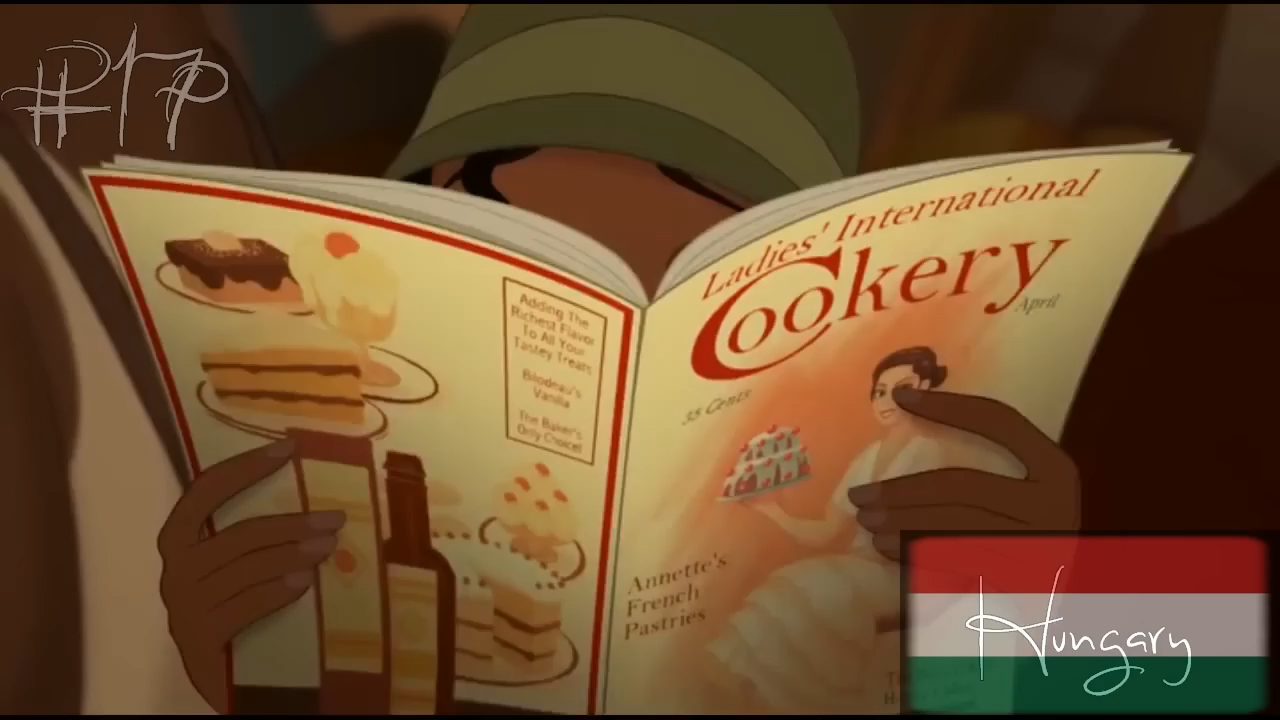 #17
Adding The
Richest Flavor
To All Your
Tastey Treats
Bilodeau's
Vanilla
The Baker's
Only Choice!
Ladies' International
Cookery
April
35 Cents
Annette's
French
Pastries
Hungary